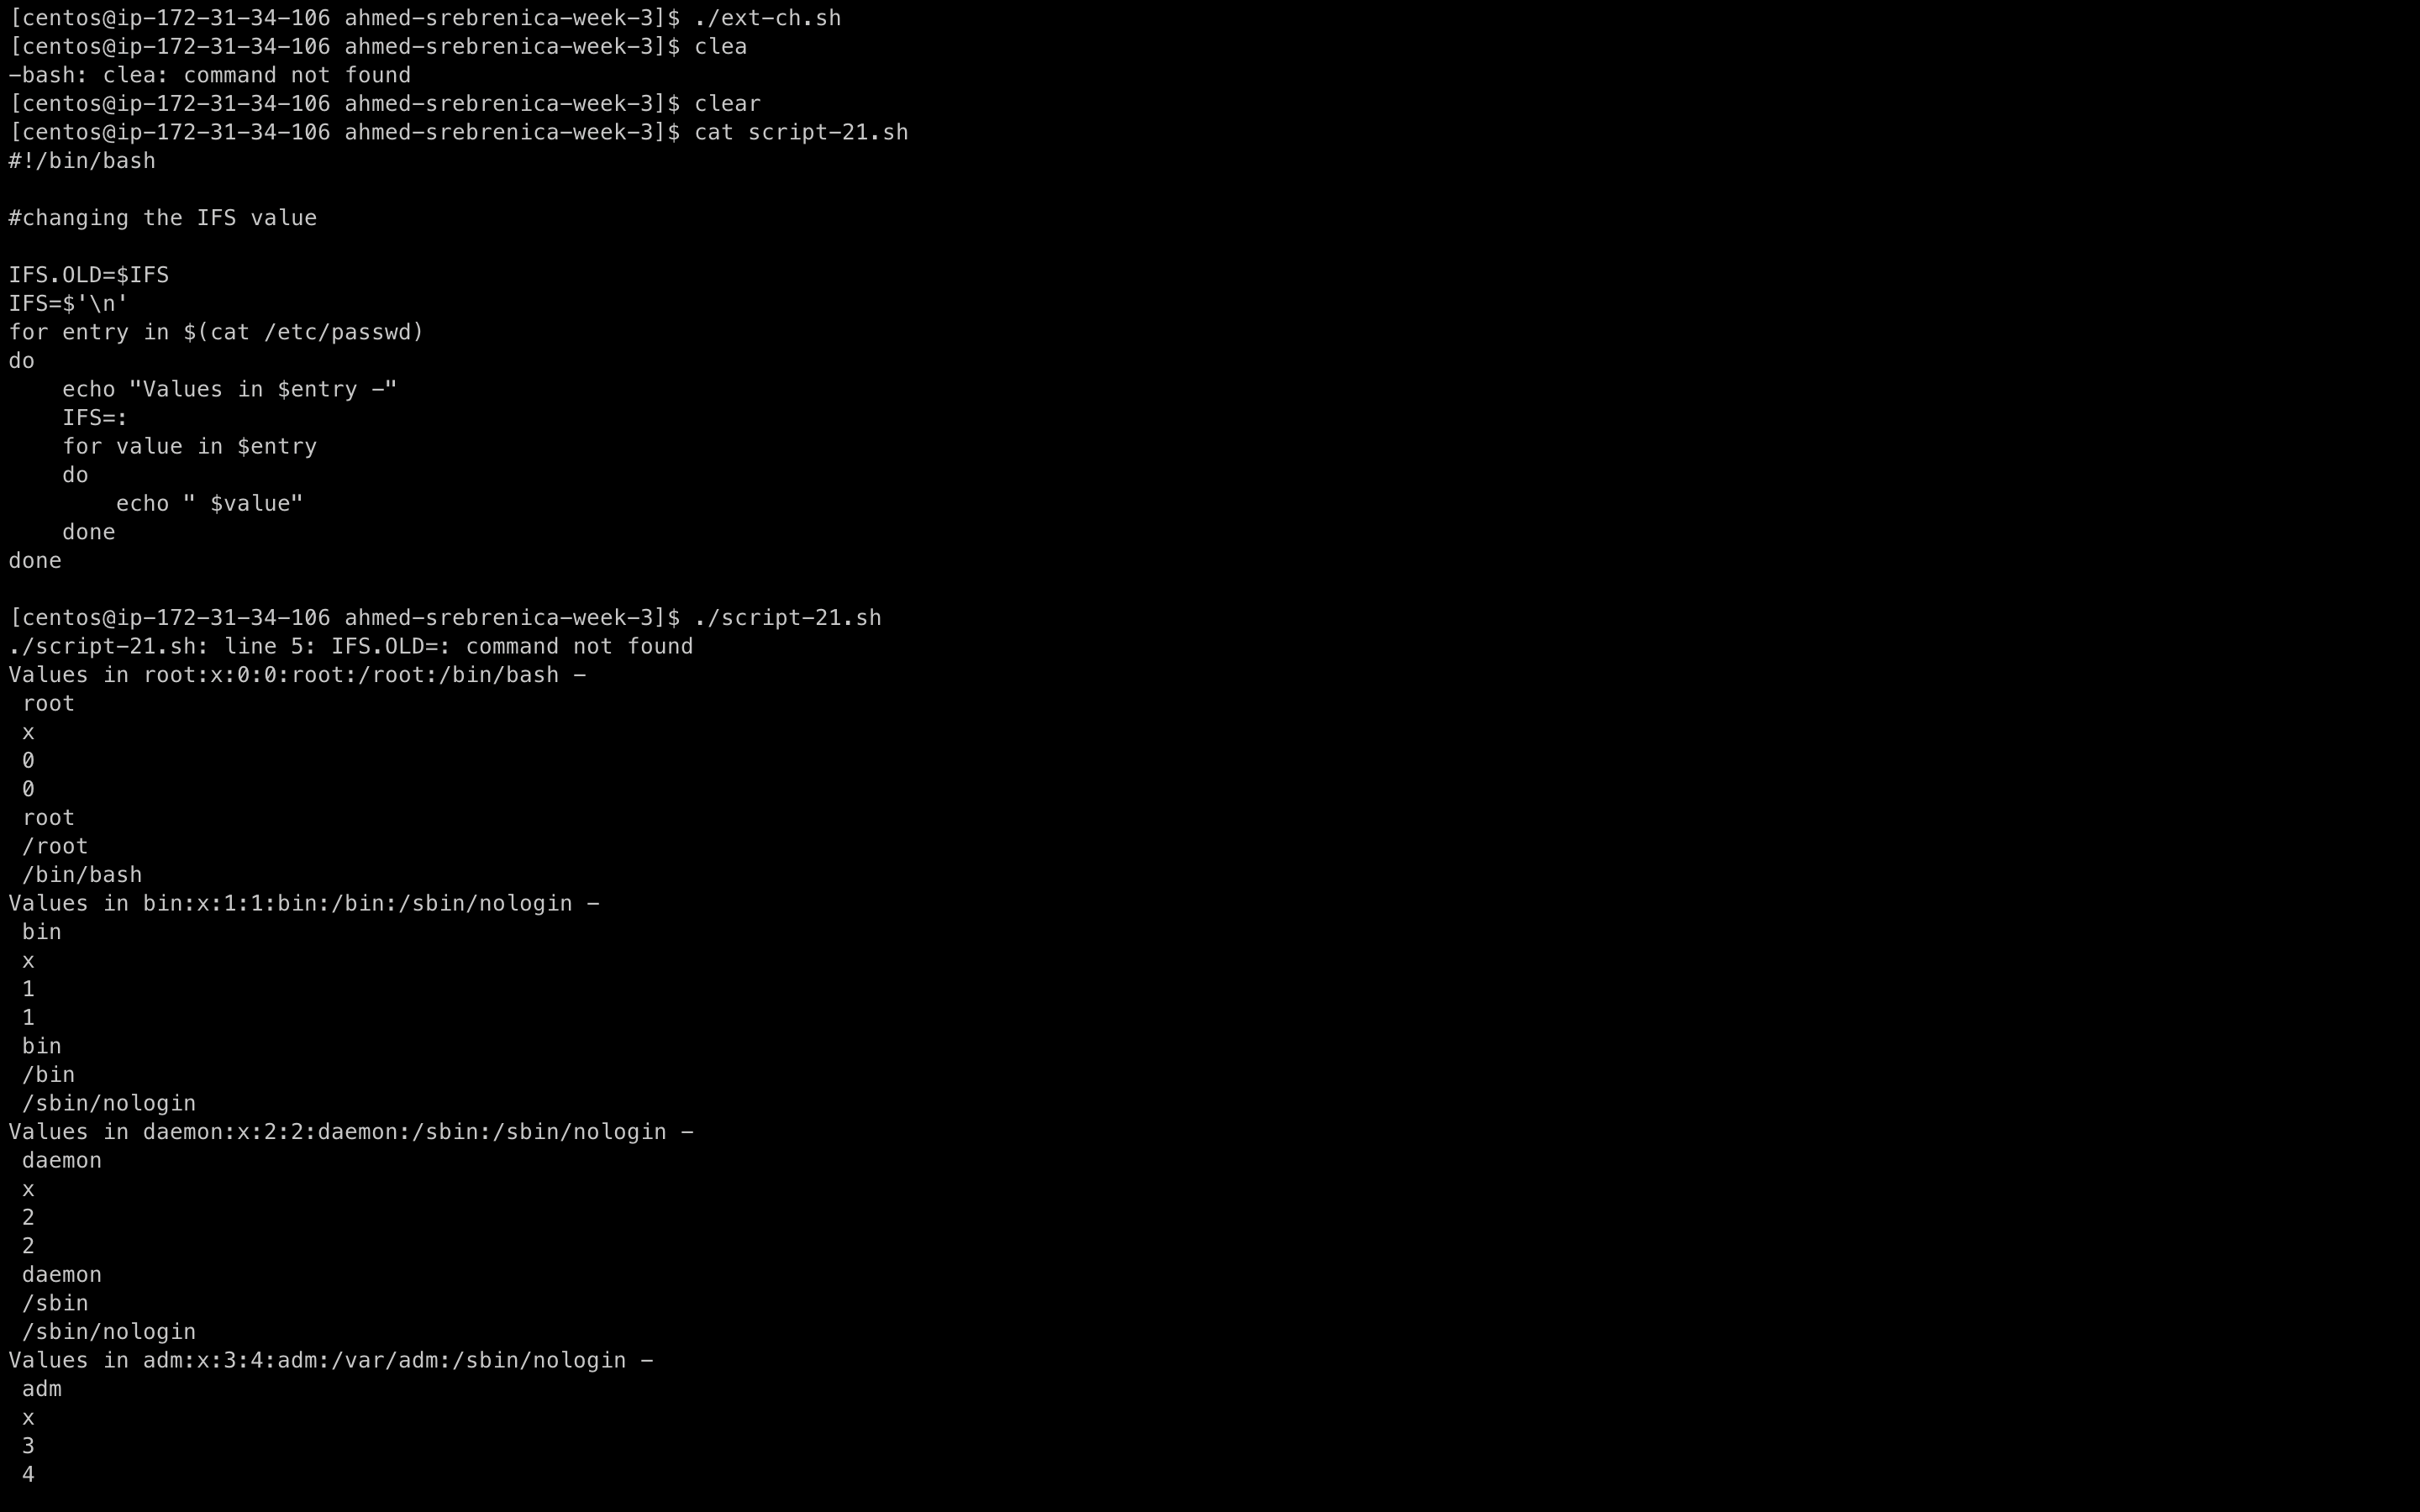 [centos@ip-172-31-34-106 ahmed-srebrenica-week-3]$ ./ext-ch.sh
[centos@ip-172-31-34-106 ahmed-srebrenica-week-3]$ clea
-bash: clea: command not found
[centos@ip-172-31-34-106 ahmed-srebrenica-week-3]$ clear
[centos@ip-172-31-34-106 ahmed-srebrenica-week-3]$ cat script-21.sh
#!/bin/bash

#changing the IFS value

IFS.OLD=$IFS
IFS=$'\n'
for entry in $(cat /etc/passwd)
do
    echo "Values in $entry -"
    IFS=:
    for value in $entry
    do
        echo " $value"
    done
done

[centos@ip-172-31-34-106 ahmed-srebrenica-week-3]$ ./script-21.sh
./script-21.sh: line 5: IFS.OLD=: command not found
Values in root:x:0:0:root:/root:/bin/bash -
 root
 x
 0
 0
 root
 /root
 /bin/bash
Values in bin:x:1:1:bin:/bin:/sbin/nologin -
 bin
 x
 1
 1
 bin
 /bin
 /sbin/nologin
Values in daemon:x:2:2:daemon:/sbin:/sbin/nologin -
 daemon
 x
 2
 2
 daemon
 /sbin
 /sbin/nologin
Values in adm:x:3:4:adm:/var/adm:/sbin/nologin -
 adm
 x
 3
 4